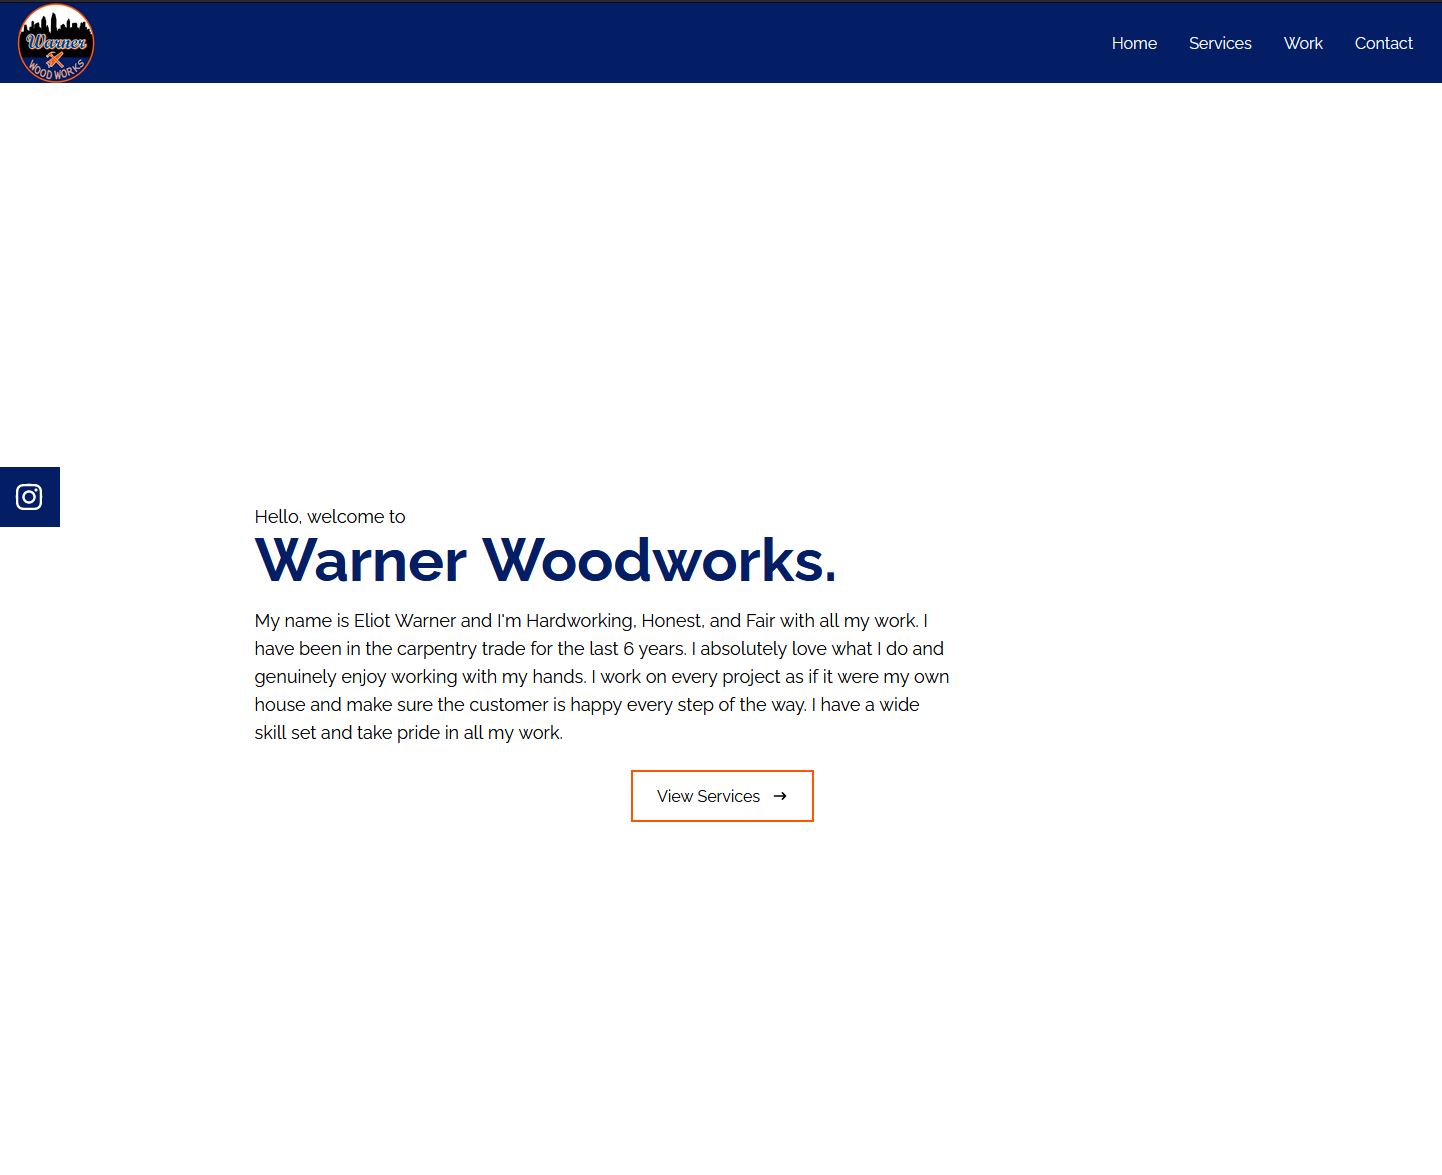 Warner
WOOD WORKS
Home Services Work Contact
Hello, welcome to
Warner Woodworks.
My name is Eliot Warner and I'm Hardworking, Honest, and Fair with all my work. I
have been in the carpentry trade for the last 6 years. I absolutely love what I do and
genuinely enjoy working with my hands. I work on every project as if it were my own
house and make sure the customer is happy every step of the way. I have a wide
skill set and take pride in all my work.
View Services →